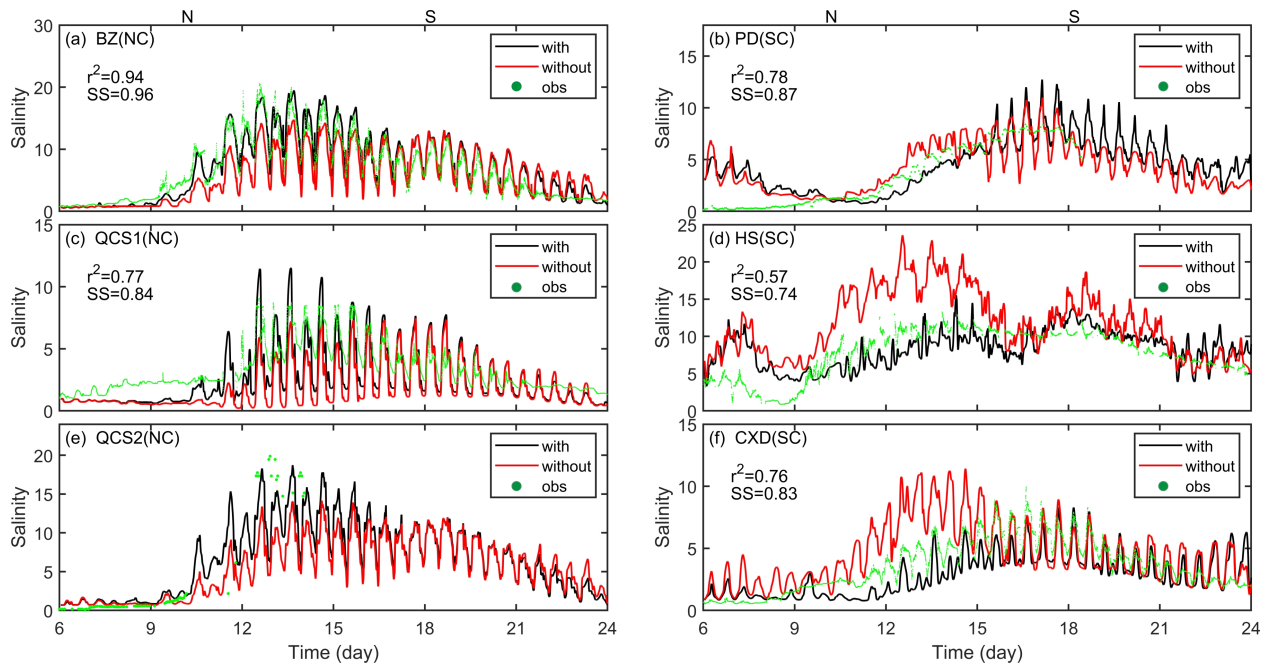 N S
N S
(a) BZ(NC)
r²=0.94
SS=0.96
with
without
obs
Salinity
30
20
10
0
(b) PD(SC)
r²=0.78
SS=0.87
with
without
obs
Salinity
15
10
5
0
(c) QCS1(NC)
r²=0.77
SS=0.84
with
without
obs
Salinity
15
10
5
0
(d) HS(SC)
r²=0.57
SS=0.74
with
without
obs
Salinity
25
20
15
10
5
0
(e) QCS2(NC)
with
without
obs
Salinity
20
15
10
5
0
6 9 12 15 18 21 24
Time (day)
(f) CXD(SC)
r²=0.76
SS=0.83
with
without
obs
Salinity
15
10
5
0
6 9 12 15 18 21 24
Time (day)